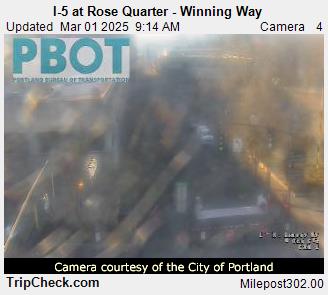 I-5 at Rose Quarter - Winning Way
Updated Mar 01 2025 9:14 AM Camera 4
PBOT
PORTLAND BUREAU OF TRANSPORTATION
Camera courtesy of the City of Portland
TripCheck.com Milepost302.00